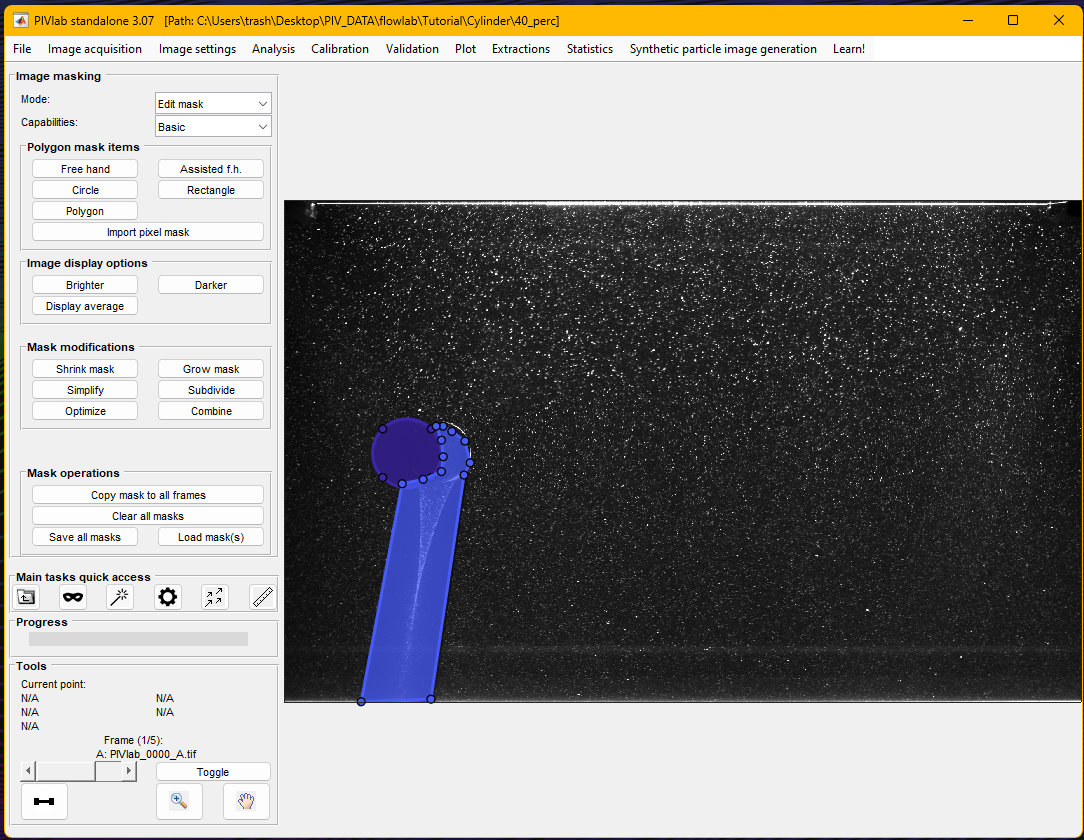 PIVlab standalone 3.07 [Path: C:\Users\trash\Desktop\PIV_DATA\flowlab\Tutorial\Cylinder\40_perc]
File Image acquisition Image settings Analysis Calibration Validation Plot Extractions Statistics Synthetic particle image generation Learn!
Image masking
Mode: Edit mask
Capabilities: Basic
Polygon mask items
Free hand Assisted f.h.
Circle Rectangle
Polygon
Import pixel mask
Image display options
Brighter Darker
Display average
Mask modifications
Shrink mask Grow mask
Simplify Subdivide
Optimize Combine
Mask operations
Copy mask to all frames
Clear all masks
Save all masks Load mask(s)
Main tasks quick access
Progress
Tools
Current point:
N/A N/A
N/A N/A
N/A
Frame (1/5):
A: PIVlab_0000_A.tif
Toggle